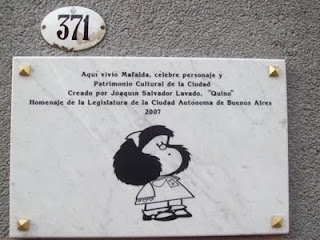 371
Aquí vivió Mafalda, célebre personaje y
Patrimonio Cultural de la Ciudad
Creado por Joaquín Salvador Lavado, "Quino"
Homenaje de la Legislatura de la Ciudad Autónoma de Buenos Aires
2007